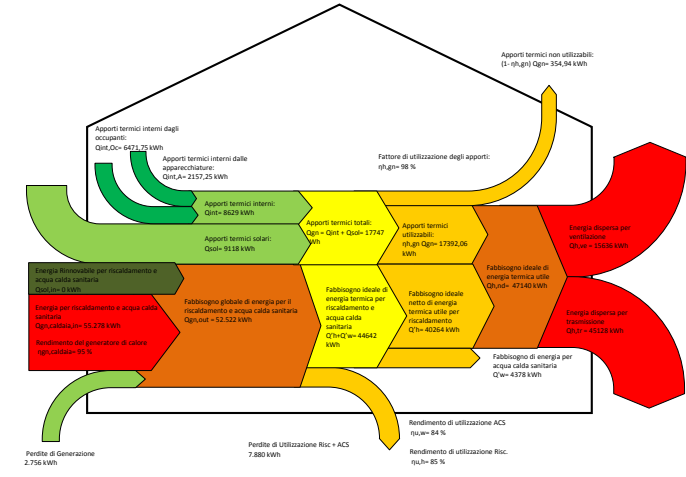 Apporti termici non utilizzabili:
(1- ηh,gn) Qgn= 354,94 kWh
Apporti termici interni dagli
occupanti:
Qint,Oc= 6471,75 kWh
Apporti termici interni dalle
apparecchiature:
Qint,A= 2157,25 kWh
Fattore di utilizzazione degli apporti:
ηh,gn= 98 %
Apporti termici interni:
Qint= 8629 kWh
Apporti termici totali:
Qgn = Qint + Qsol= 17747
kWh
Apporti termici
utilizzabili:
ηh,gn Qgn= 17392,06
kWh
Energia dispersa per
ventilazione
Qh,ve = 15636 kWh
Apporti termici solari:
Qsol= 9118 kWh
Energia Rinnovabile per riscaldamento e
acqua calda sanitaria
Qsol,in= 0 kWh
Fabbisogno ideale di
energia termica utile
Qh,nd= 47140 kWh
Energia per riscaldamento e acqua calda
sanitaria
Qgn,caldaia,in= 55.278 kWh
Rendimento del generatore di calore
ηgn,caldaia= 95 %
Fabbisogno globale di energia per il
riscaldamento e acqua calda sanitaria
Qgn,out = 52.522 kWh
Fabbisogno ideale di
energia termica per
riscaldamento e
acqua calda
sanitaria
Q'h+Q'w= 44642
kWh
Fabbisogno ideale
netto di energia
termica utile per
riscaldamento
Q'h= 40264 kWh
Energia dispersa per
trasmissione
Qh,tr = 45128 kWh
Fabbisogno di energia per
acqua calda sanitaria
Q'w= 4378 kWh
Perdite di Generazione
2.756 kWh
Perdite di Utilizzazione Risc + ACS
7.880 kWh
Rendimento di utilizzazione ACS
ηu,w= 84 %
Rendimento di utilizzazione Risc.
ηu,h= 85 %